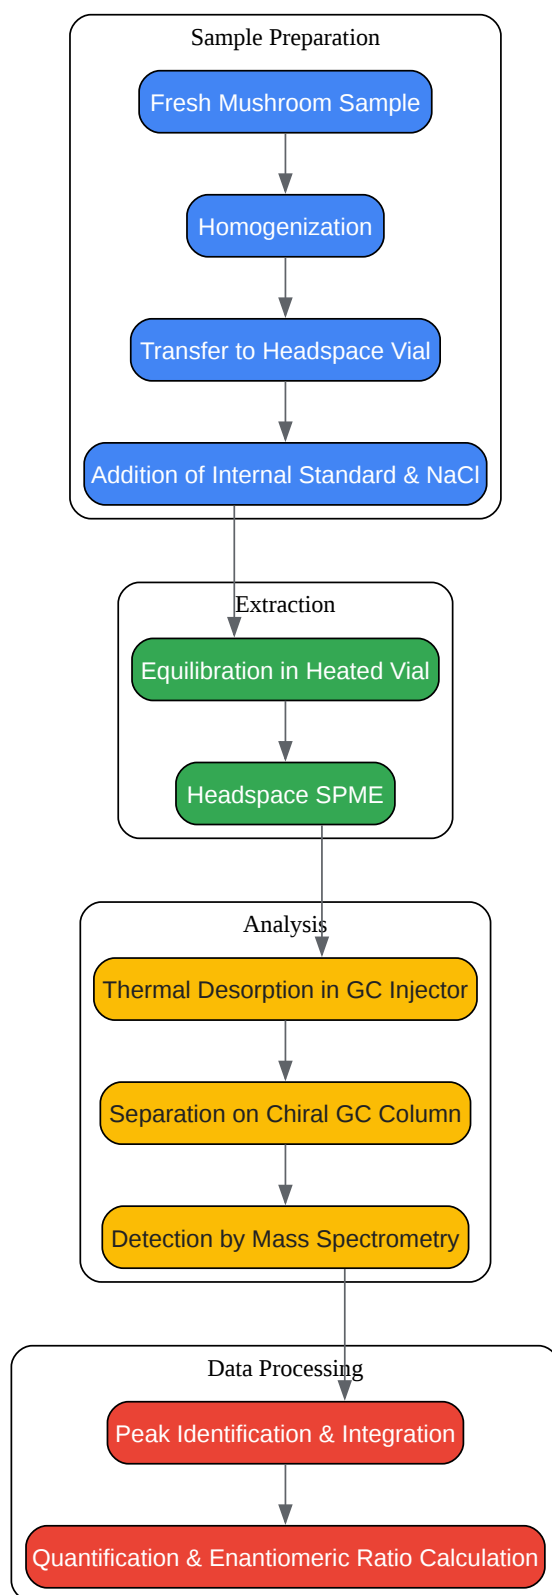 Sample Preparation
Fresh Mushroom Sample
Homogenization
Transfer to Headspace Vial
Addition of Internal Standard & NaCl
Extraction
Equilibration in Heated Vial
Headspace SPME
Analysis
Thermal Desorption in GC Injector
Separation on Chiral GC Column
Detection by Mass Spectrometry
Data Processing
Peak Identification & Integration
Quantification & Enantiomeric Ratio Calculation